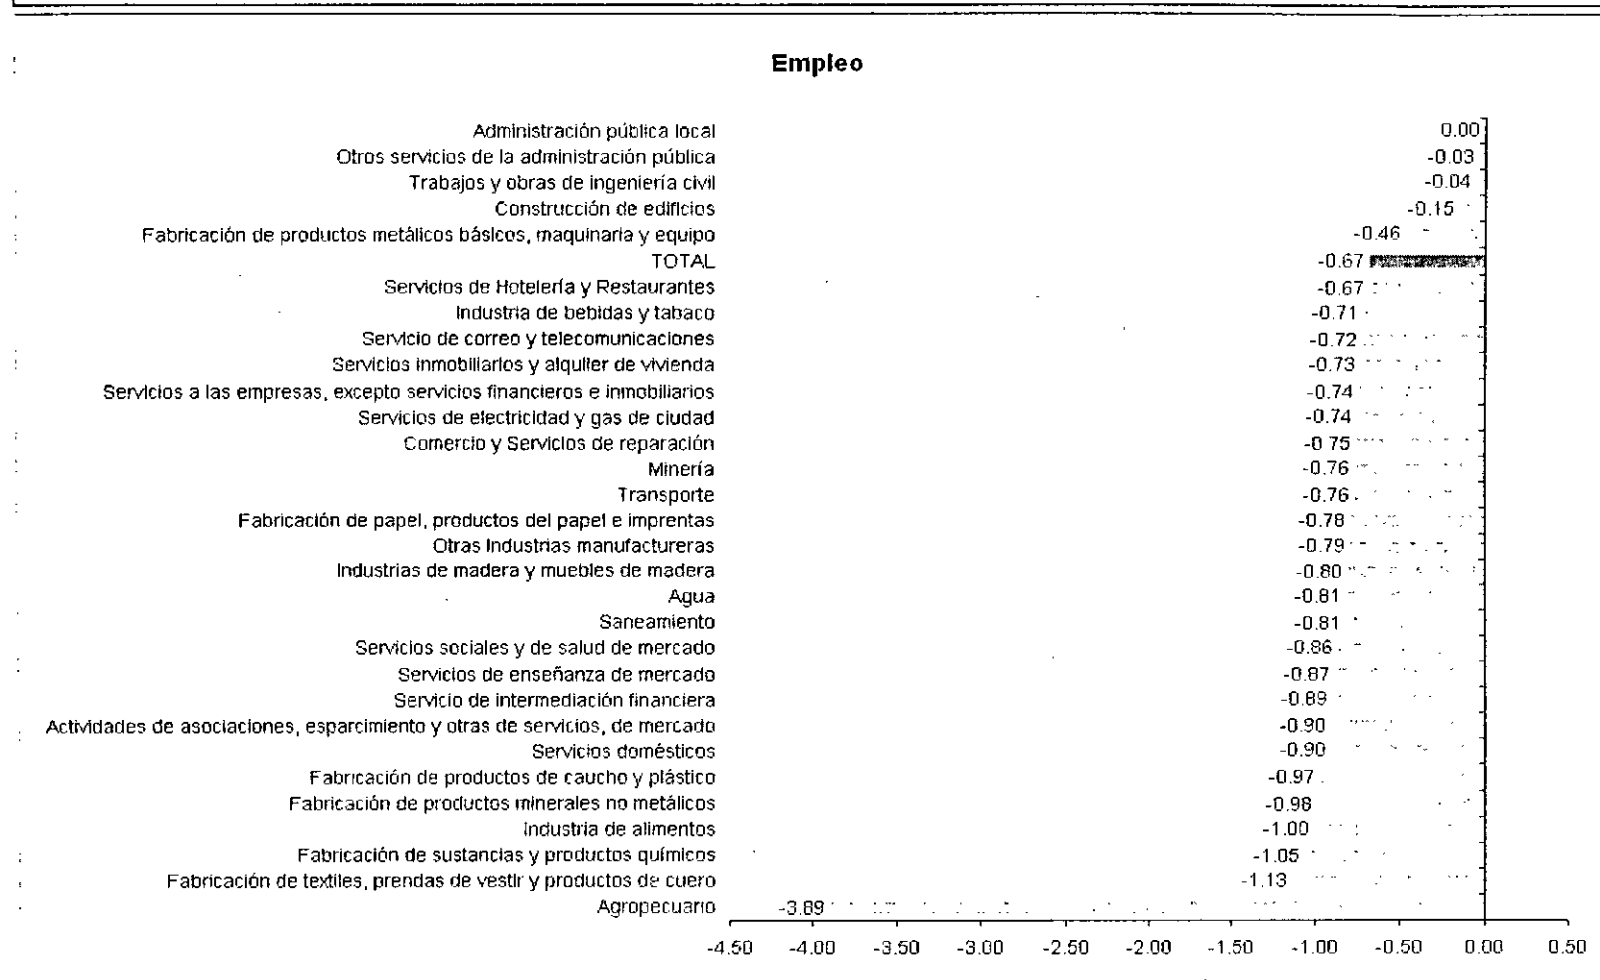 Empleo
Administración pública local 0.00
Otros servicios de la administración pública -0.03
Trabajos y obras de ingeniería civil -0.04
Construcción de edificios -0.15
Fabricación de productos metálicos básicos, maquinaria y equipo -0.46
TOTAL -0.67
Servicios de Hotelería y Restaurantes -0.67
Industria de bebidas y tabaco -0.71
Servicio de correo y telecomunicaciones -0.72
Servicios inmobiliarios y alquiler de vivienda -0.73
Servicios a las empresas, excepto servicios financieros e inmobiliarios -0.74
Servicios de electricidad y gas de ciudad -0.74
Comercio y Servicios de reparación -0.75
Minería -0.76
Transporte -0.76
Fabricación de papel, productos del papel e imprentas -0.78
Otras Industrias manufactureras -0.79
Industrias de madera y muebles de madera -0.80
Agua -0.81
Saneamiento -0.81
Servicios sociales y de salud de mercado -0.86
Servicios de enseñanza de mercado -0.87
Servicio de intermediación financiera -0.89
Actividades de asociaciones, esparcimiento y otras de servicios, de mercado -0.90
Servicios domésticos -0.90
Fabricación de productos de caucho y plástico -0.97
Fabricación de productos minerales no metálicos -0.98
Industria de alimentos -1.00
Fabricación de sustancias y productos químicos -1.05
Fabricación de textiles, prendas de vestir y productos de cuero -1.13
Agropecuario -3.89
-4.50 -4.00 -3.50 -3.00 -2.50 -2.00 -1.50 -1.00 -0.50 0.00 0.50